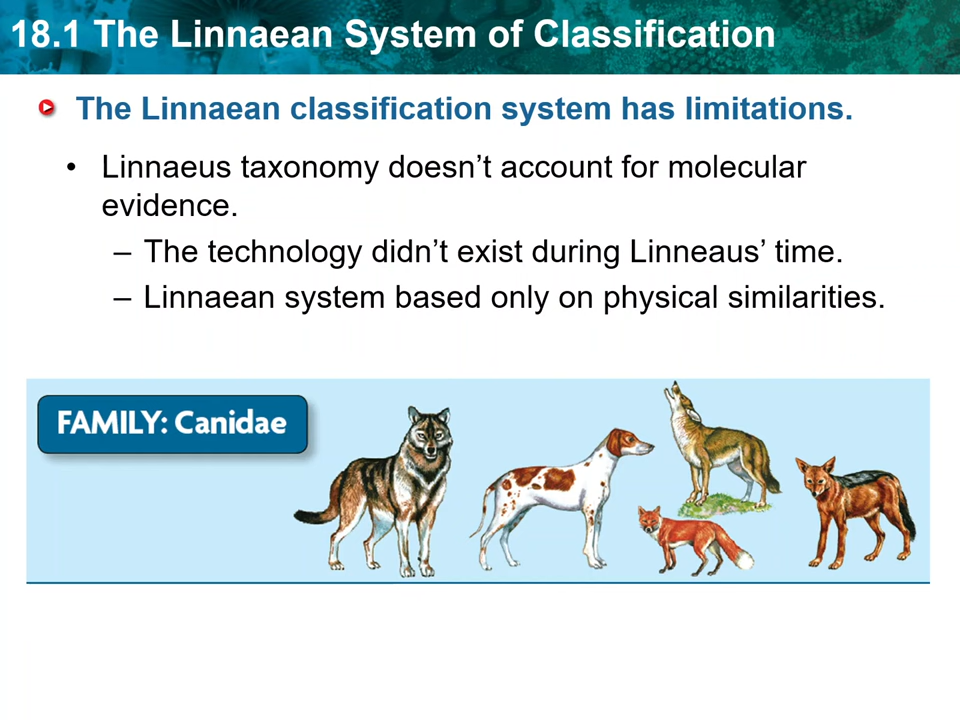 18.1 The Linnaean System of Classification
The Linnaean classification system has limitations.
• Linnaeus taxonomy doesn’t account for molecular
evidence.
– The technology didn’t exist during Linneaus’ time.
– Linnaean system based only on physical similarities.
FAMILY: Canidae